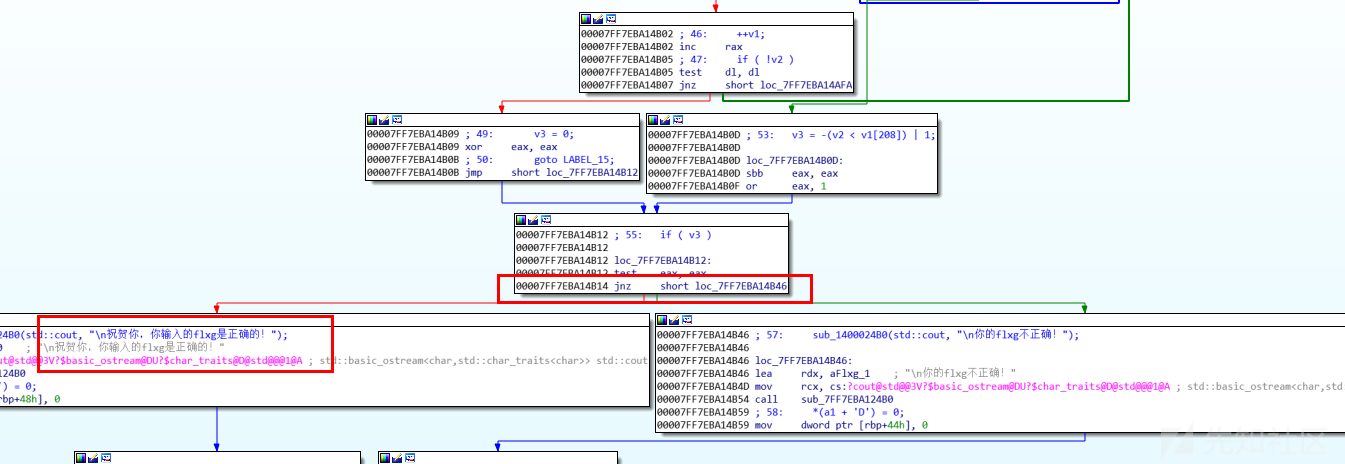 00007FF7EBA14B02 ; 46:     ++v1;
00007FF7EBA14B02 inc     rax
00007FF7EBA14B05 ; 47:     if ( !v2 )
00007FF7EBA14B05 test    dl, dl
00007FF7EBA14B07 jnz     short loc_7FF7EBA14AFA
00007FF7EBA14B09 ; 49:     v3 = 0;
00007FF7EBA14B09 xor     eax, eax
00007FF7EBA14B0B ; 50:     goto LABEL_15;
00007FF7EBA14B0B jmp     short loc_7FF7EBA14B12
00007FF7EBA14B0D ; 53:   v3 = -(v2 < v1[208]) | 1;
00007FF7EBA14B0D
00007FF7EBA14B0D loc_7FF7EBA14B0D:
00007FF7EBA14B0D sbb     eax, eax
00007FF7EBA14B0F or      eax, 1
00007FF7EBA14B12 ; 55:   if ( v3 )
00007FF7EBA14B12
00007FF7EBA14B12 loc_7FF7EBA14B12:
00007FF7EBA14B12 test    eax, eax
00007FF7EBA14B14 jnz     short loc_7FF7EBA14B46
24B0(std::cout, "\n祝贺你，你输入的flxg是正确的！");
0    ; "\n祝贺你，你输入的flxg是正确的！"
out@std@@3V?$basic_ostream@DU?$char_traits@D@std@@@1@A ; std::basic_ostream<char,std::char_traits<char>> std::cout
124B0
') = 0;
[rbp+48h], 0
00007FF7EBA14B46 ; 57:     sub_1400024B0(std::cout, "\n你的flxg不正确！");
00007FF7EBA14B46
00007FF7EBA14B46 loc_7FF7EBA14B46:
00007FF7EBA14B46 lea     rdx, aFlxg_1    ; "\n你的flxg不正确！"
00007FF7EBA14B4D mov     rcx, cs:?cout@std@@3V?$basic_ostream@DU?$char_traits@D@std@@@1@A ; std::basic_ostream<char,std
00007FF7EBA14B54 call    sub_7FF7EBA124B0
00007FF7EBA14B59 ; 58:     *(a1 + 'D') = 0;
00007FF7EBA14B59 mov     dword ptr [rbp+44h], 0
先知社区